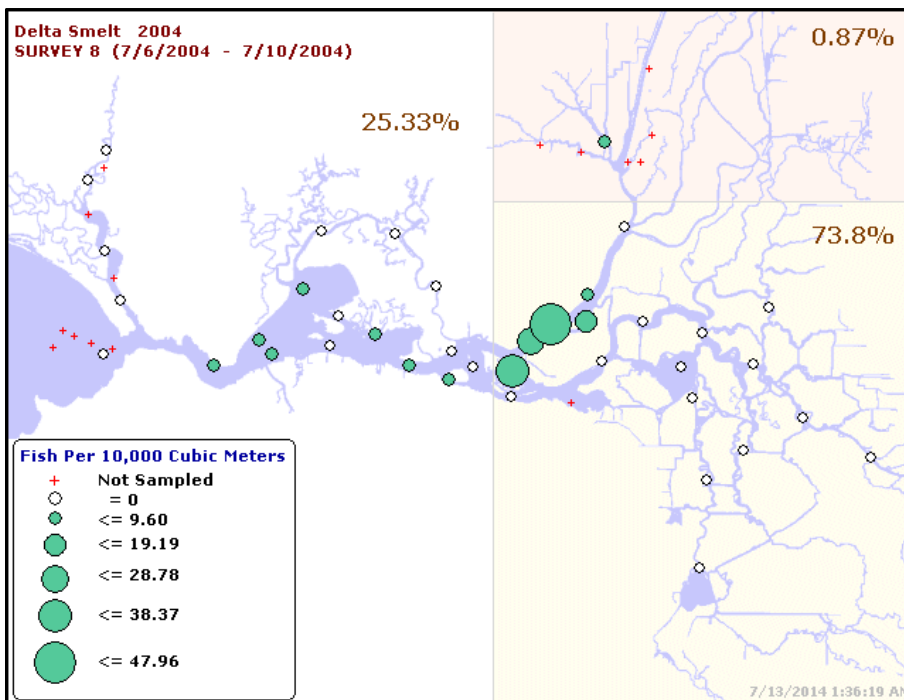 Delta Smelt 2004
SURVEY 8 (7/6/2004 - 7/10/2004)
0.87%
25.33%
73.8%
Fish Per 10,000 Cubic Meters
Not Sampled
= 0
<= 9.60
<= 19.19
<= 28.78
<= 38.37
<= 47.96
7/13/2014 1:36:19 AM